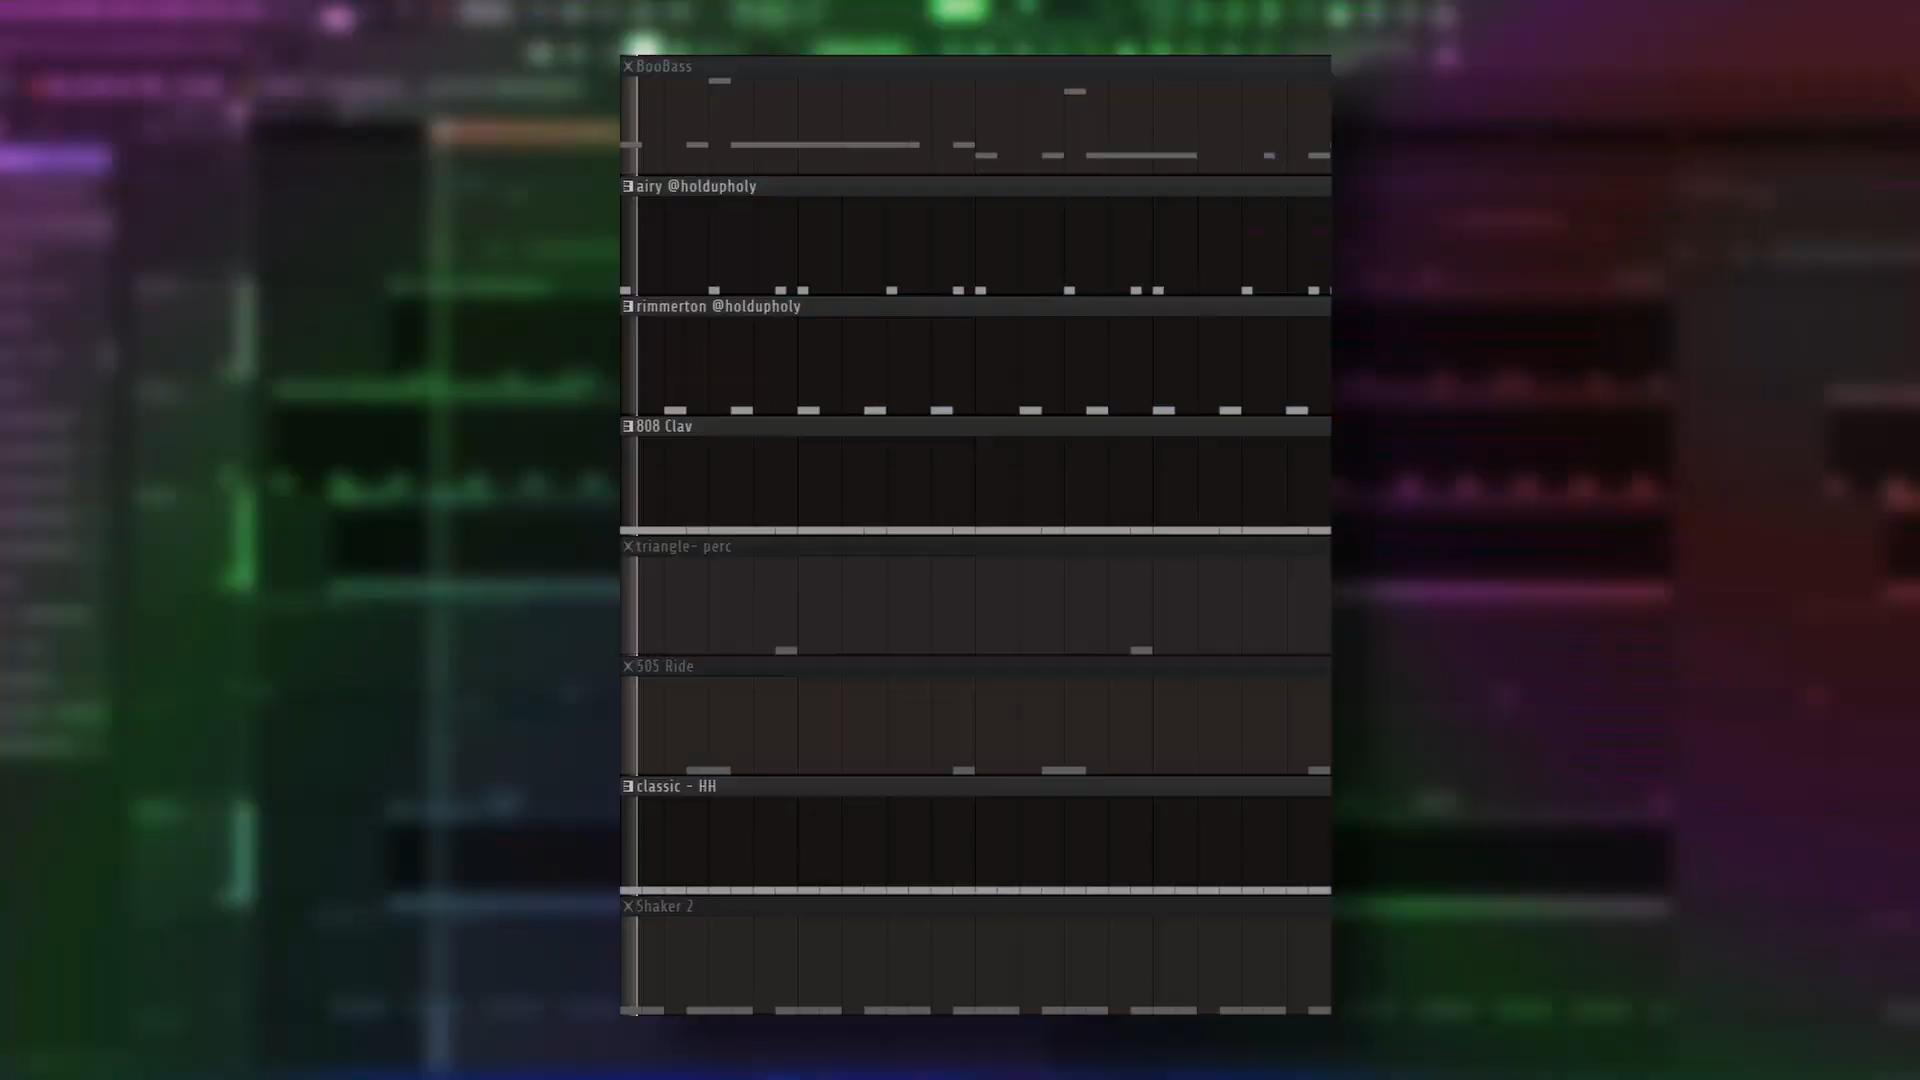 BooBass
airy @holdupholy
rimmerton @holdupholy
808 Clav
triangle- perc
505 Ride
classic - HH
Shaker 2